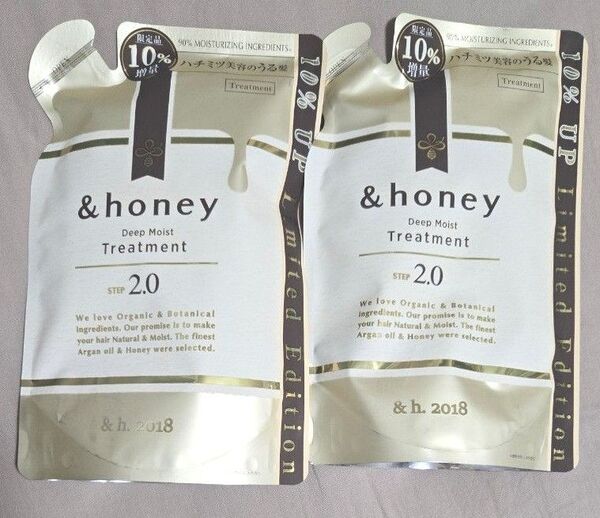 限定品
10%
増量
90% MOISTURIZING INGREDIENTS
ハチミツ美容のうる髪
Treatment
10% UP Limited Edition
&honey
Deep Moist
Treatment
STEP 2.0
We love Organic & Botanical
ingredients. Our promise is to make
your hair Natural & Moist. The finest
Argan oil & Honey were selected.
& h. 2018
限定品
10%
増量
90% MOISTURIZING INGREDIENTS
ハチミツ美容のうる髪
Treatment
10% UP Limited Edition
&honey
Deep Moist
Treatment
STEP 2.0
We love Organic & Botanical
ingredients. Our promise is to make
your hair Natural & Moist. The finest
Argan oil & Honey were selected.
& h. 2018